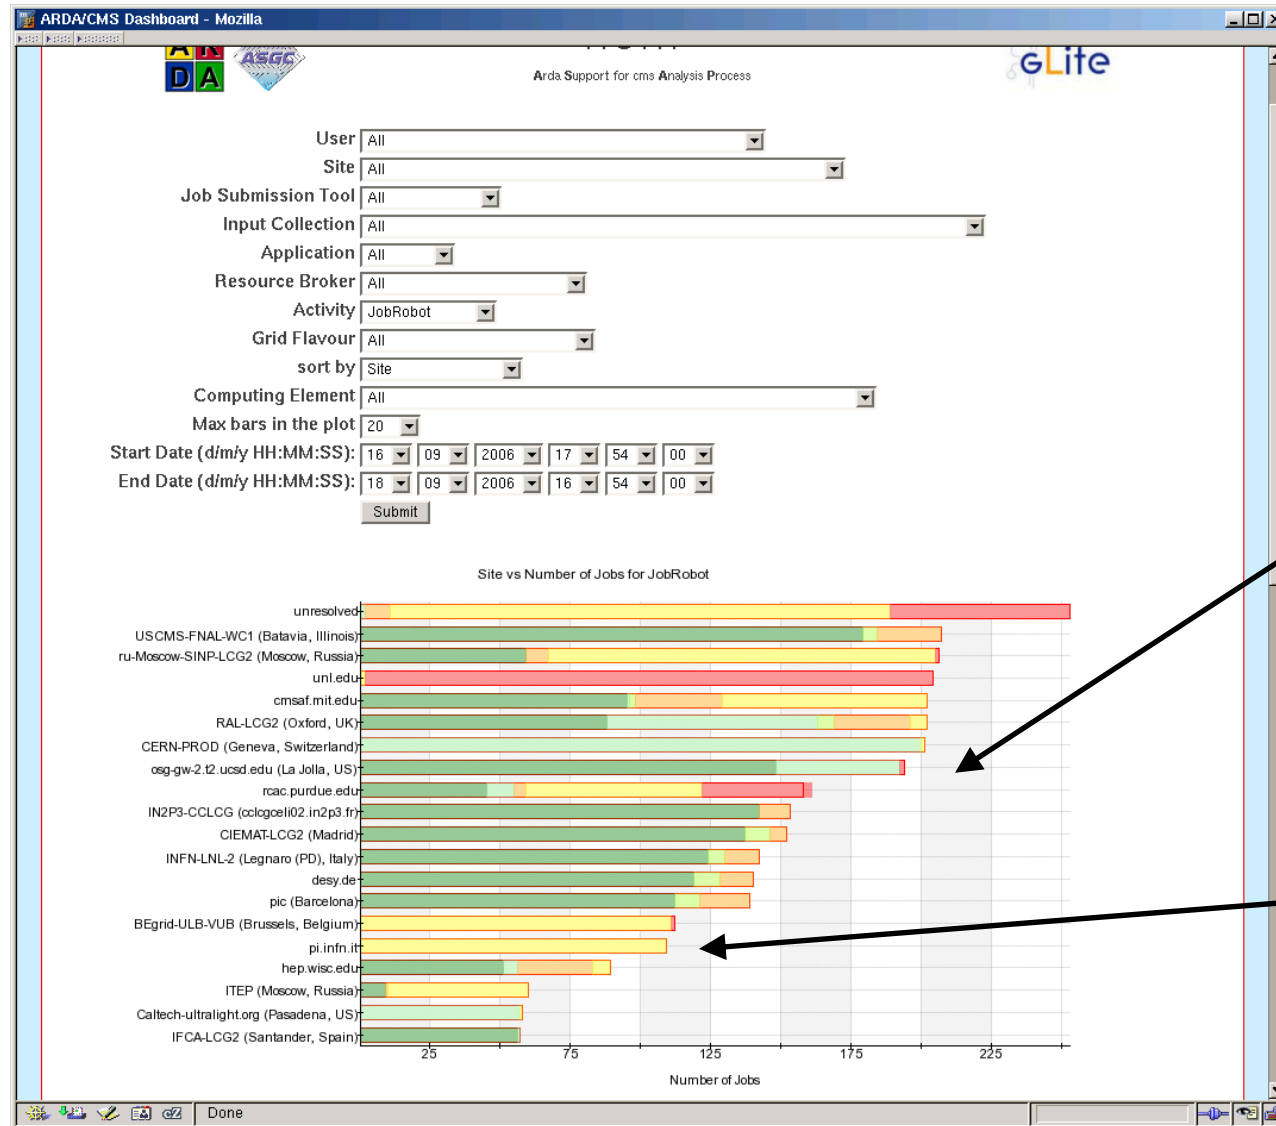 ARDA/CMS Dashboard - Mozilla
A R
D A
ASGC
gLite
Arda Support for cms Analysis Process
User All
Site All
Job Submission Tool All
Input Collection All
Application All
Resource Broker All
Activity JobRobot
Grid Flavour All
sort by Site
Computing Element All
Max bars in the plot 20
Start Date (d/m/y HH:MM:SS): 16 09 2006 17 54 00
End Date (d/m/y HH:MM:SS): 18 09 2006 16 54 00
Submit
Site vs Number of Jobs for JobRobot
unresolved
USCMS-FNAL-WC1 (Batavia, Illinois)
ru-Moscow-SINP-LCG2 (Moscow, Russia)
unl.edu
cmsaf.mit.edu
RAL-LCG2 (Oxford, UK)
CERN-PROD (Geneva, Switzerland)
osg-gw-2.t2.ucsd.edu (La Jolla, US)
rcac.purdue.edu
IN2P3-CCLCG (cclcgceli02.in2p3.fr)
CIEMAT-LCG2 (Madrid)
INFN-LNL-2 (Legnaro (PD), Italy)
desy.de
pic (Barcelona)
BEgrid-ULB-VUB (Brussels, Belgium)
pi.infn.it
hep.wisc.edu
ITEP (Moscow, Russia)
Caltech-ultralight.org (Pasadena, US)
IFCA-LCG2 (Santander, Spain)
25 75 125 175 225
Number of Jobs
Done